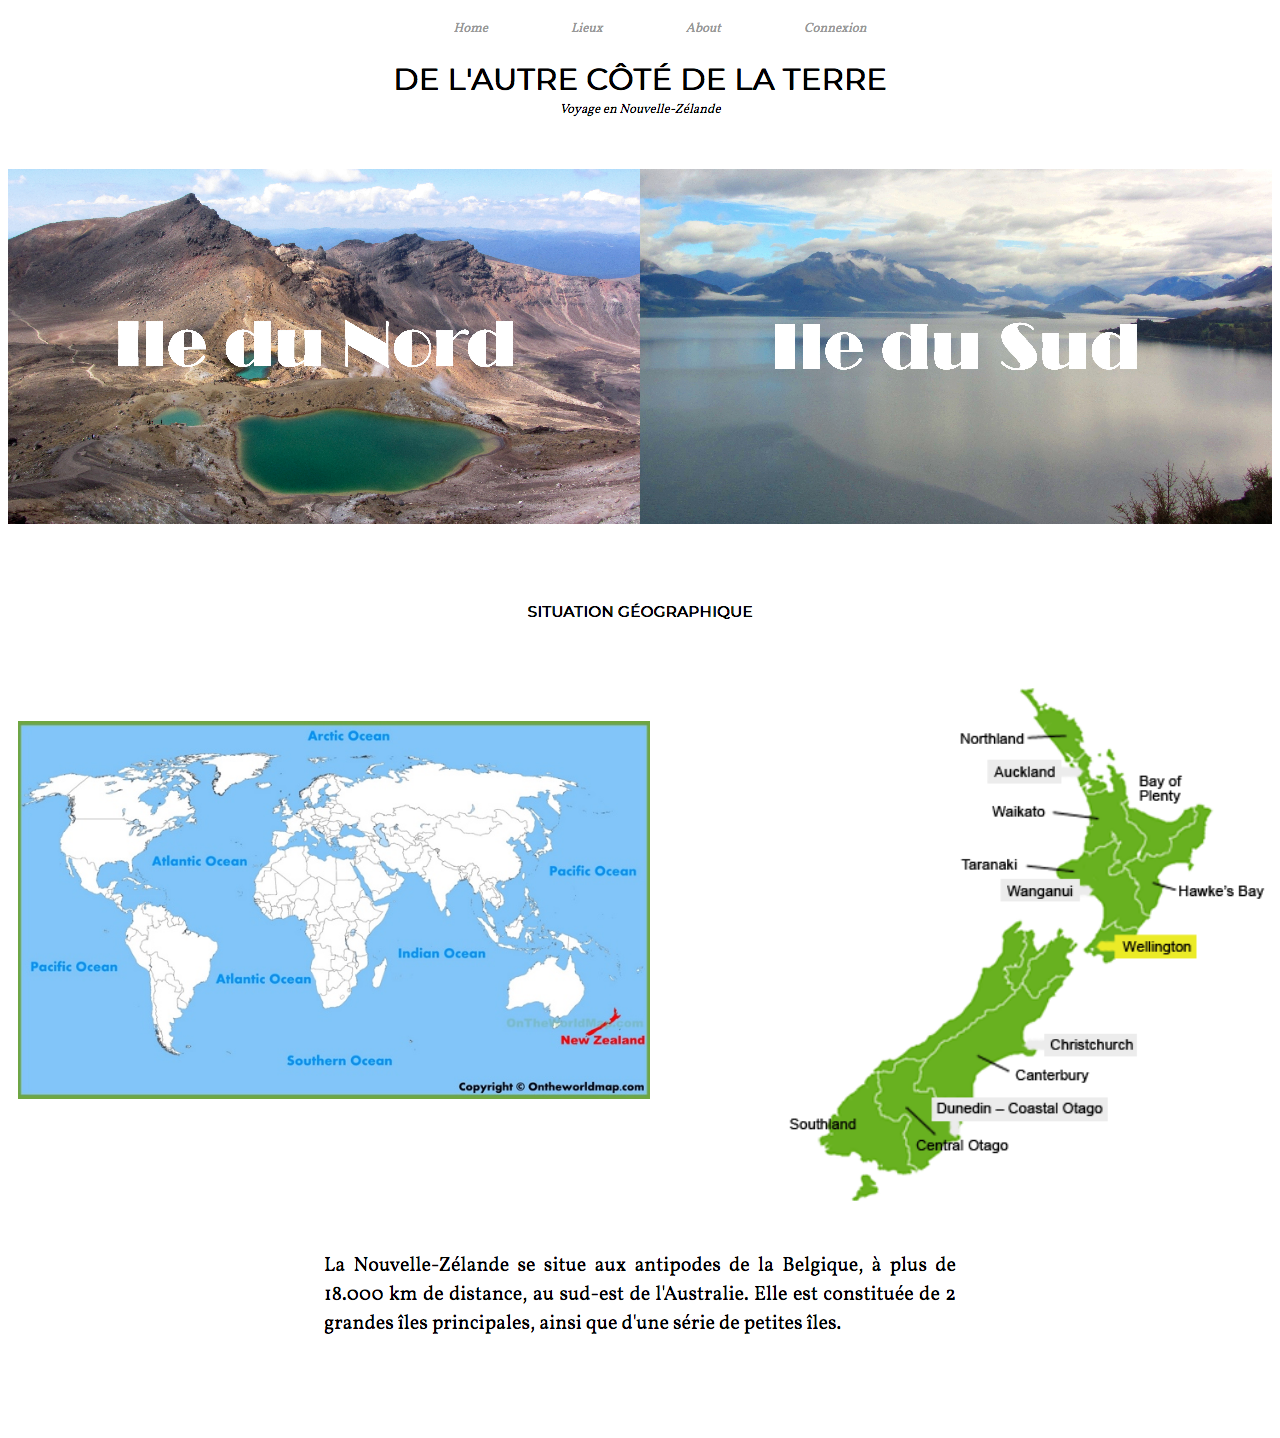 Home Lieux About Connexion
DE L'AUTRE CÔTÉ DE LA TERRE
Voyage en Nouvelle-Zélande
Ile du Nord
Ile du Sud
SITUATION GÉOGRAPHIQUE
Arctic Ocean
Atlantic Ocean
Pacific Ocean
Indian Ocean
Pacific Ocean
Atlantic Ocean
OnTheWorldMap.com
New Zealand
Southern Ocean
Copyright © Ontheworldmap.com
Northland
Auckland
Bay of
Plenty
Waikato
Taranaki
Wanganui
Hawke's Bay
Wellington
Christchurch
Canterbury
Dunedin – Coastal Otago
Southland
Central Otago
La Nouvelle-Zélande se situe aux antipodes de la Belgique, à plus de
18.000 km de distance, au sud-est de l'Australie. Elle est constituée de 2
grandes îles principales, ainsi que d'une série de petites îles.